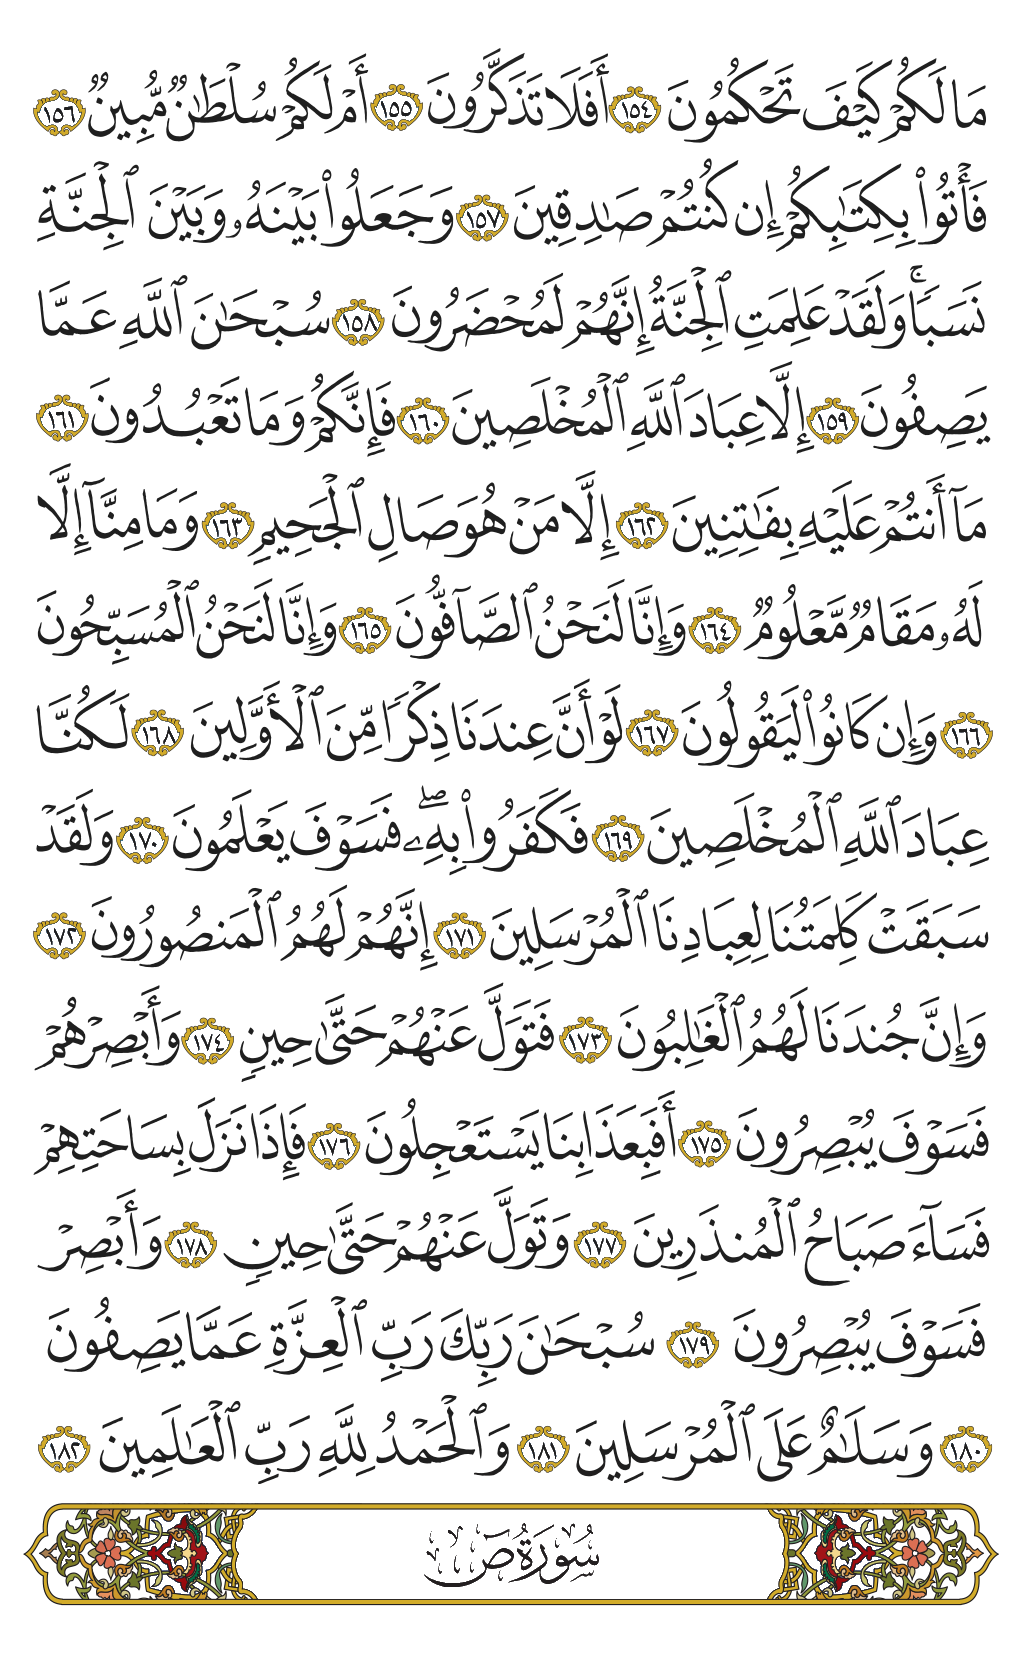 مَا لَكُمْ كَيْفَ تَحْكُمُونَ ١٥٤ أَفَلَا تَذَكَّرُونَ ١٥٥ أَمْ لَكُمْ سُلْطَٰنٌ مُّبِينٌ ١٥٦
فَأْتُوا۟ بِكِتَٰبِكُمْ إِن كُنتُمْ صَٰدِقِينَ ١٥٧ وَجَعَلُوا۟ بَيْنَهُۥ وَبَيْنَ ٱلْجِنَّةِ
نَسَبًاۚ وَلَقَدْ عَلِمَتِ ٱلْجِنَّةُ إِنَّهُمْ لَمُحْضَرُونَ ١٥٨ سُبْحَٰنَ ٱللَّهِ عَمَّا
يَصِفُونَ ١٥٩ إِلَّا عِبَادَ ٱللَّهِ ٱلْمُخْلَصِينَ ١٦٠ فَإِنَّكُمْ وَمَا تَعْبُدُونَ ١٦١
مَآ أَنتُمْ عَلَيْهِ بِفَٰتِنِينَ ١٦٢ إِلَّا مَنْ هُوَ صَالِ ٱلْجَحِيمِ ١٦٣ وَمَا مِنَّآ إِلَّا
لَهُۥ مَقَامٌ مَّعْلُومٌ ١٦٤ وَإِنَّا لَنَحْنُ ٱلصَّآفُّونَ ١٦٥ وَإِنَّا لَنَحْنُ ٱلْمُسَبِّحُونَ
١٦٦ وَإِن كَانُوا۟ لَيَقُولُونَ ١٦٧ لَوْ أَنَّ عِندَنَا ذِكْرًا مِّنَ ٱلْأَوَّلِينَ ١٦٨ لَكُنَّا
عِبَادَ ٱللَّهِ ٱلْمُخْلَصِينَ ١٦٩ فَكَفَرُوا۟ بِهِۦۖ فَسَوْفَ يَعْلَمُونَ ١٧٠ وَلَقَدْ
سَبَقَتْ كَلِمَتُنَا لِعِبَادِنَا ٱلْمُرْسَلِينَ ١٧١ إِنَّهُمْ لَهُمُ ٱلْمَنصُورُونَ ١٧٢
وَإِنَّ جُندَنَا لَهُمُ ٱلْغَٰلِبُونَ ١٧٣ فَتَوَلَّ عَنْهُمْ حَتَّىٰ حِينٍ ١٧٤ وَأَبْصِرْهُمْ
فَسَوْفَ يُبْصِرُونَ ١٧٥ أَفَبِعَذَابِنَا يَسْتَعْجِلُونَ ١٧٦ فَإِذَا نَزَلَ بِسَاحَتِهِمْ
فَسَآءَ صَبَاحُ ٱلْمُنذَرِينَ ١٧٧ وَتَوَلَّ عَنْهُمْ حَتَّىٰ حِينٍ ١٧٨ وَأَبْصِرْ
فَسَوْفَ يُبْصِرُونَ ١٧٩ سُبْحَٰنَ رَبِّكَ رَبِّ ٱلْعِزَّةِ عَمَّا يَصِفُونَ
١٨٠ وَسَلَٰمٌ عَلَى ٱلْمُرْسَلِينَ ١٨١ وَٱلْحَمْدُ لِلَّهِ رَبِّ ٱلْعَٰلَمِينَ ١٨٢
سُورَةُ صٓ